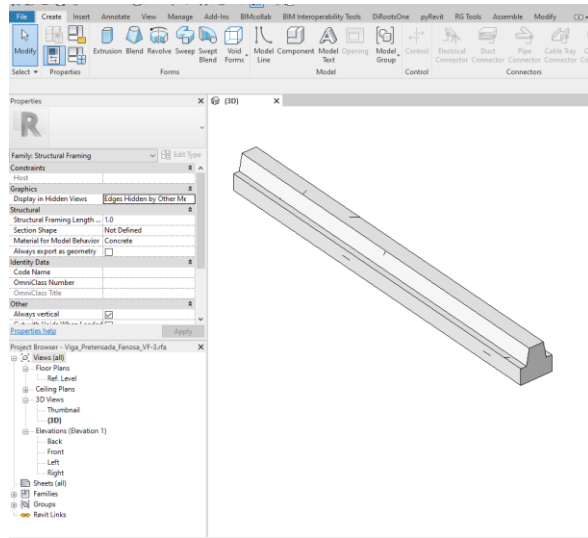 File Create Insert Annotate View Manage Add-Ins BIMcollab BIM Interoperability Tools DiRootsOne pyRevit RG Tools Assemble Modify
Modify Extrusion Blend Revolve Sweep Swept Blend Void Forms Model Line Component Model Text Opening Model Group Control Electrical Connector Duct Connector Pipe Connector Cable Tray Connector
Select Properties Forms Model Control Connectors
Properties
{3D}
R
Family: Structural Framing
Edit Type
Constraints
Host
Graphics
Display in Hidden Views Edges Hidden by Other Me
Structural
Structural Framing Length ... 1.0
Section Shape Not Defined
Material for Model Behavior Concrete
Always export as geometry
Identity Data
Code Name
OmniClass Number
OmniClass Title
Other
Always vertical
Cut with Voids When Loaded
Properties help
Apply
Project Browser - Viga_Pretensada_Fanosa_VF-3.rfa
Views (all)
Floor Plans
Ref. Level
Ceiling Plans
3D Views
Thumbnail
{3D}
Elevations (Elevation 1)
Back
Front
Left
Right
Sheets (all)
Families
Groups
Revit Links